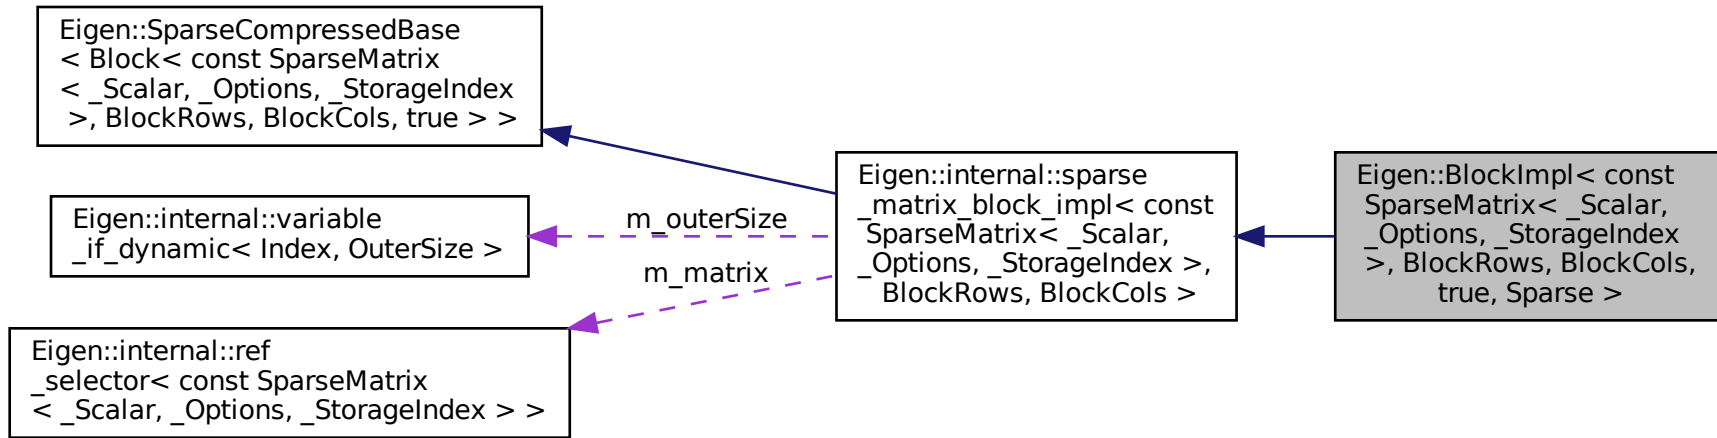 Eigen::SparseCompressedBase
< Block< const SparseMatrix
< _Scalar, _Options, _StorageIndex
>, BlockRows, BlockCols, true > >
Eigen::internal::variable
_if_dynamic< Index, OuterSize >
Eigen::internal::ref
_selector< const SparseMatrix
< _Scalar, _Options, _StorageIndex > >
m_outerSize
m_matrix
Eigen::internal::sparse
_matrix_block_impl< const
SparseMatrix< _Scalar,
_Options, _StorageIndex >,
BlockRows, BlockCols >
Eigen::BlockImpl< const
SparseMatrix< _Scalar,
_Options, _StorageIndex
>, BlockRows, BlockCols,
true, Sparse >